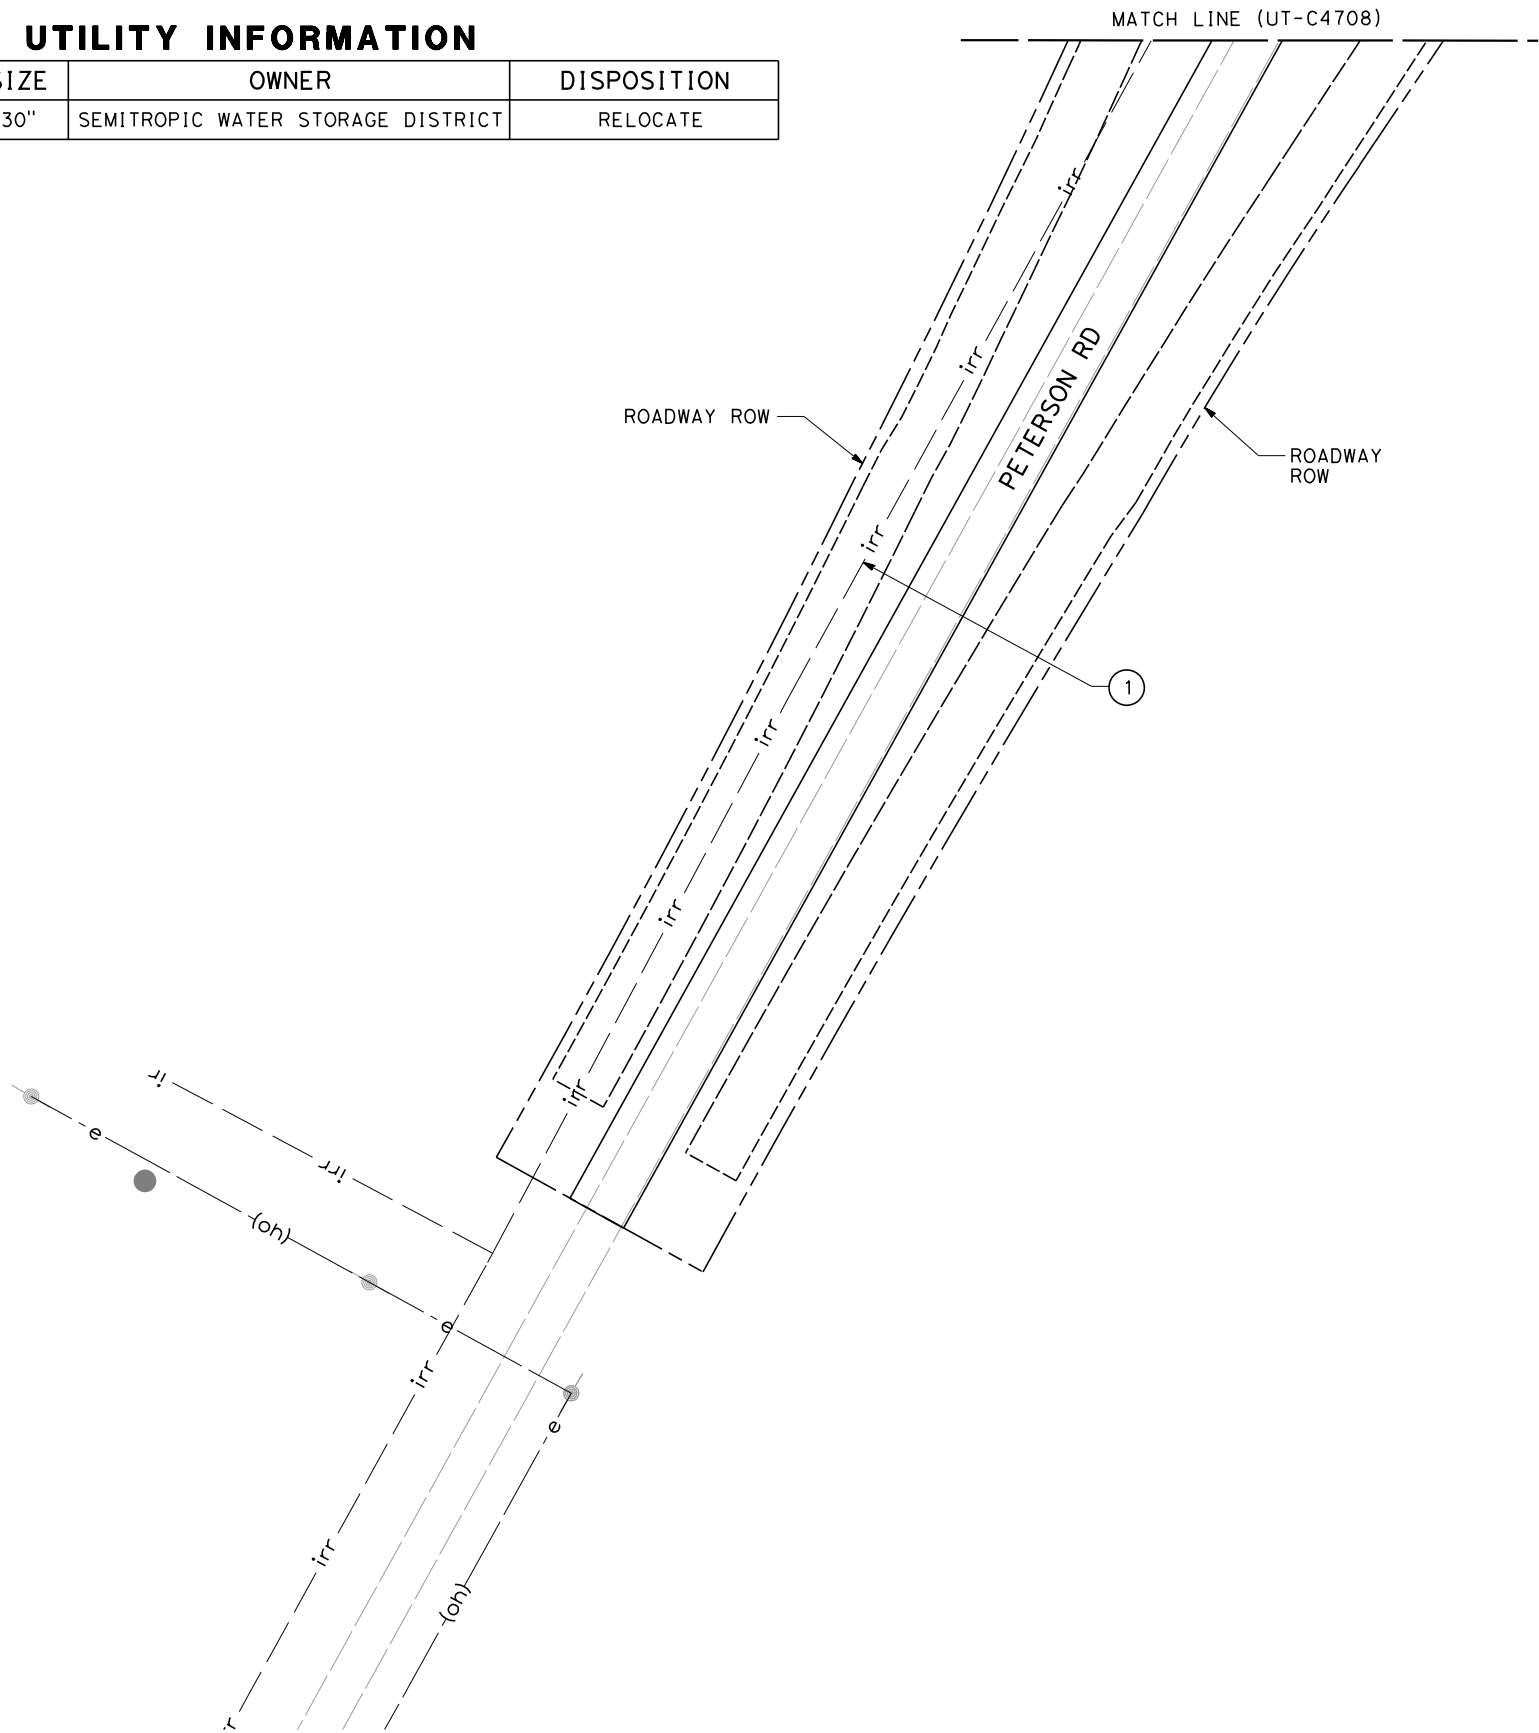 MATCH LINE (UT-C4708)
UTILITY INFORMATION
SIZE OWNER DISPOSITION
30" SEMITROPIC WATER STORAGE DISTRICT RELOCATE
irr
irr
PETERSON RD
ROADWAY ROW
ROADWAY
ROW
irr
1
irr
irr
irr
irr
e
irr
(oh)
e
irr
e
irr
(oh)